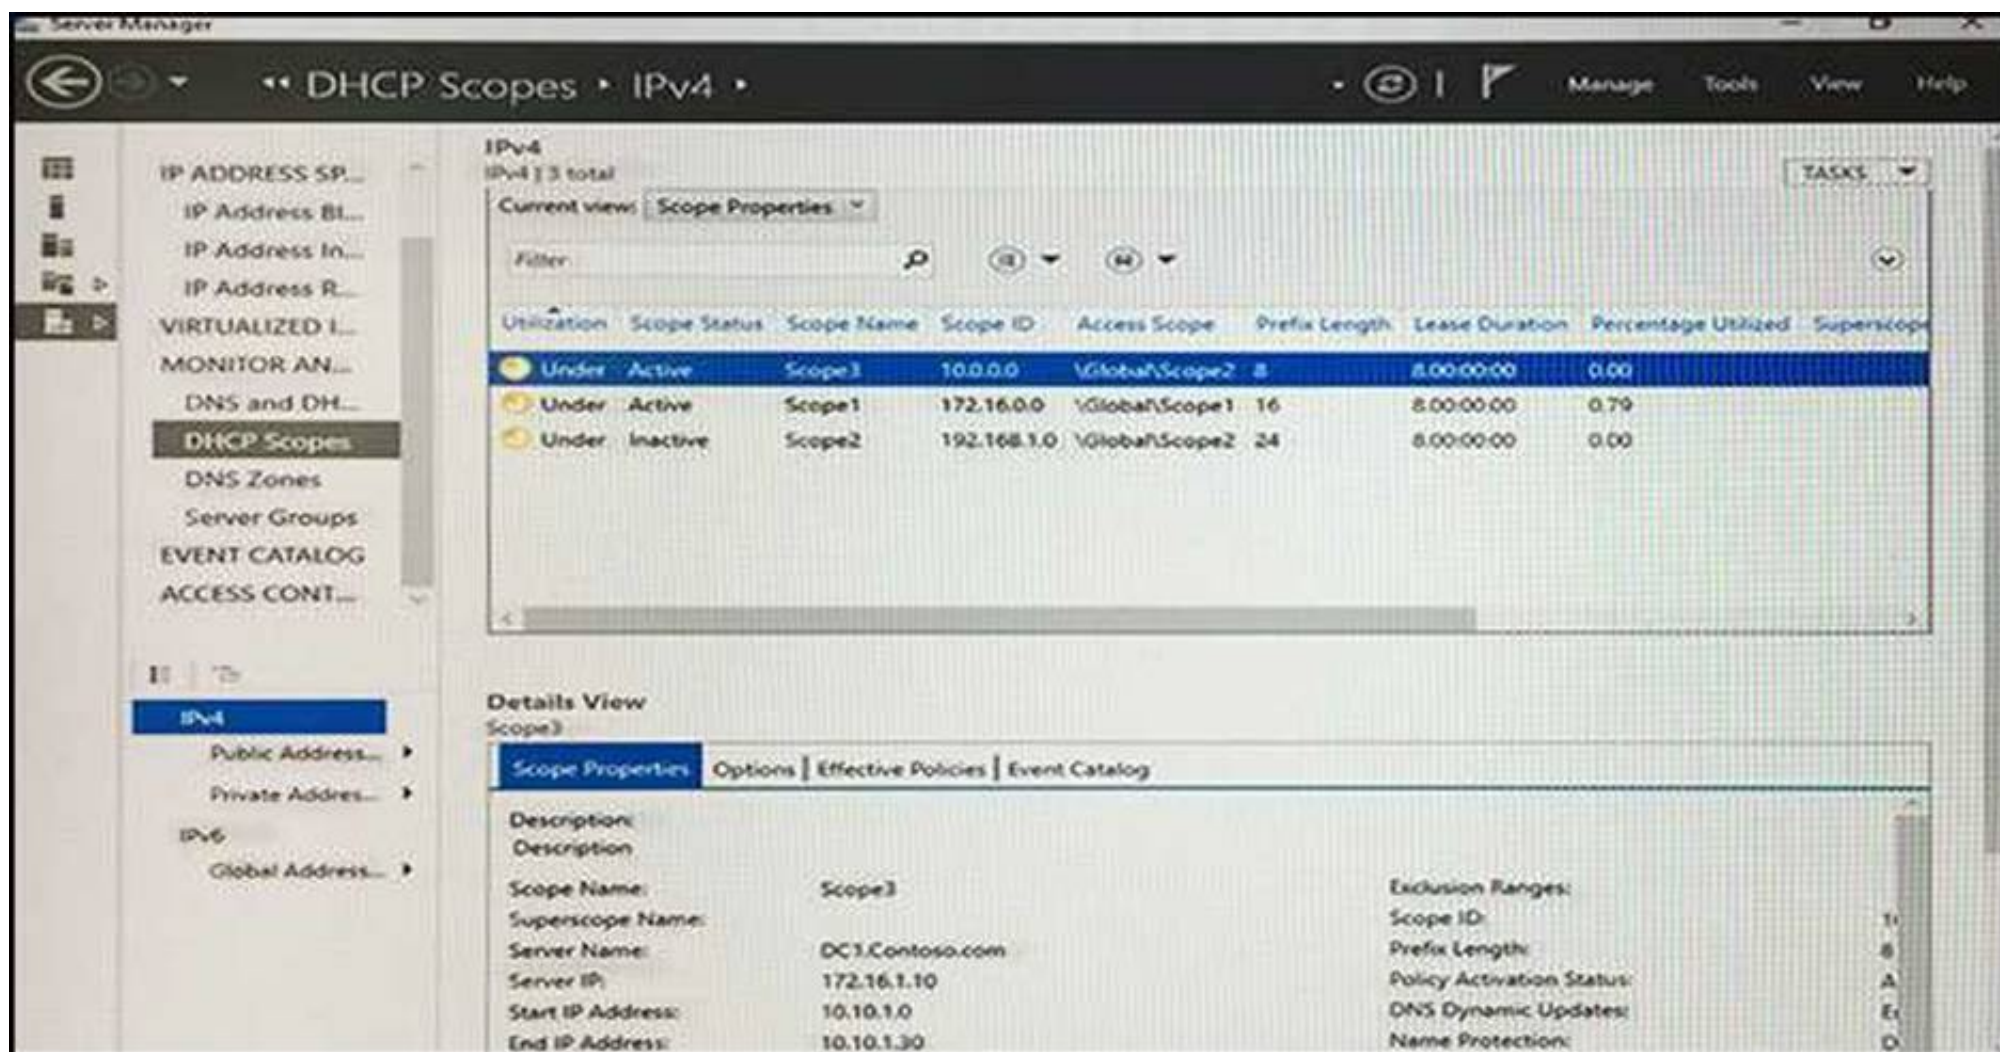 Server Manager
DHCP Scopes IPv4
Manage Tools View Help
IP ADDRESS SP...
IP Address Bl...
IP Address In...
IP Address R...
VIRTUALIZED I...
MONITOR AN...
DNS and DH...
DHCP Scopes
DNS Zones
Server Groups
EVENT CATALOG
ACCESS CONT...
IPv4
Public Address...
Private Addres...
IPv6
Global Address...
IPv4
IPv4 | 3 total
TASKS
Current view: Scope Properties
Filter
Utilization Scope Status Scope Name Scope ID Access Scope Prefix Length Lease Duration Percentage Utilized Superscope
Under Active Scope3 10.0.0.0 \Global\Scope2 8 8.00:00:00 0.00
Under Active Scope1 172.16.0.0 \Global\Scope1 16 8.00:00:00 0.79
Under Inactive Scope2 192.168.1.0 \Global\Scope2 24 8.00:00:00 0.00
Details View
Scope3
Scope Properties Options | Effective Policies | Event Catalog
Description:
Description
Scope Name: Scope3 Exclusion Ranges:
Superscope Name: Scope ID:
Server Name: DC1.Contoso.com Prefix Length: 8
Server IP: 172.16.1.10 Policy Activation Status: A
Start IP Address: 10.10.1.0 DNS Dynamic Updates:
End IP Address: 10.10.1.30 Name Protection: D